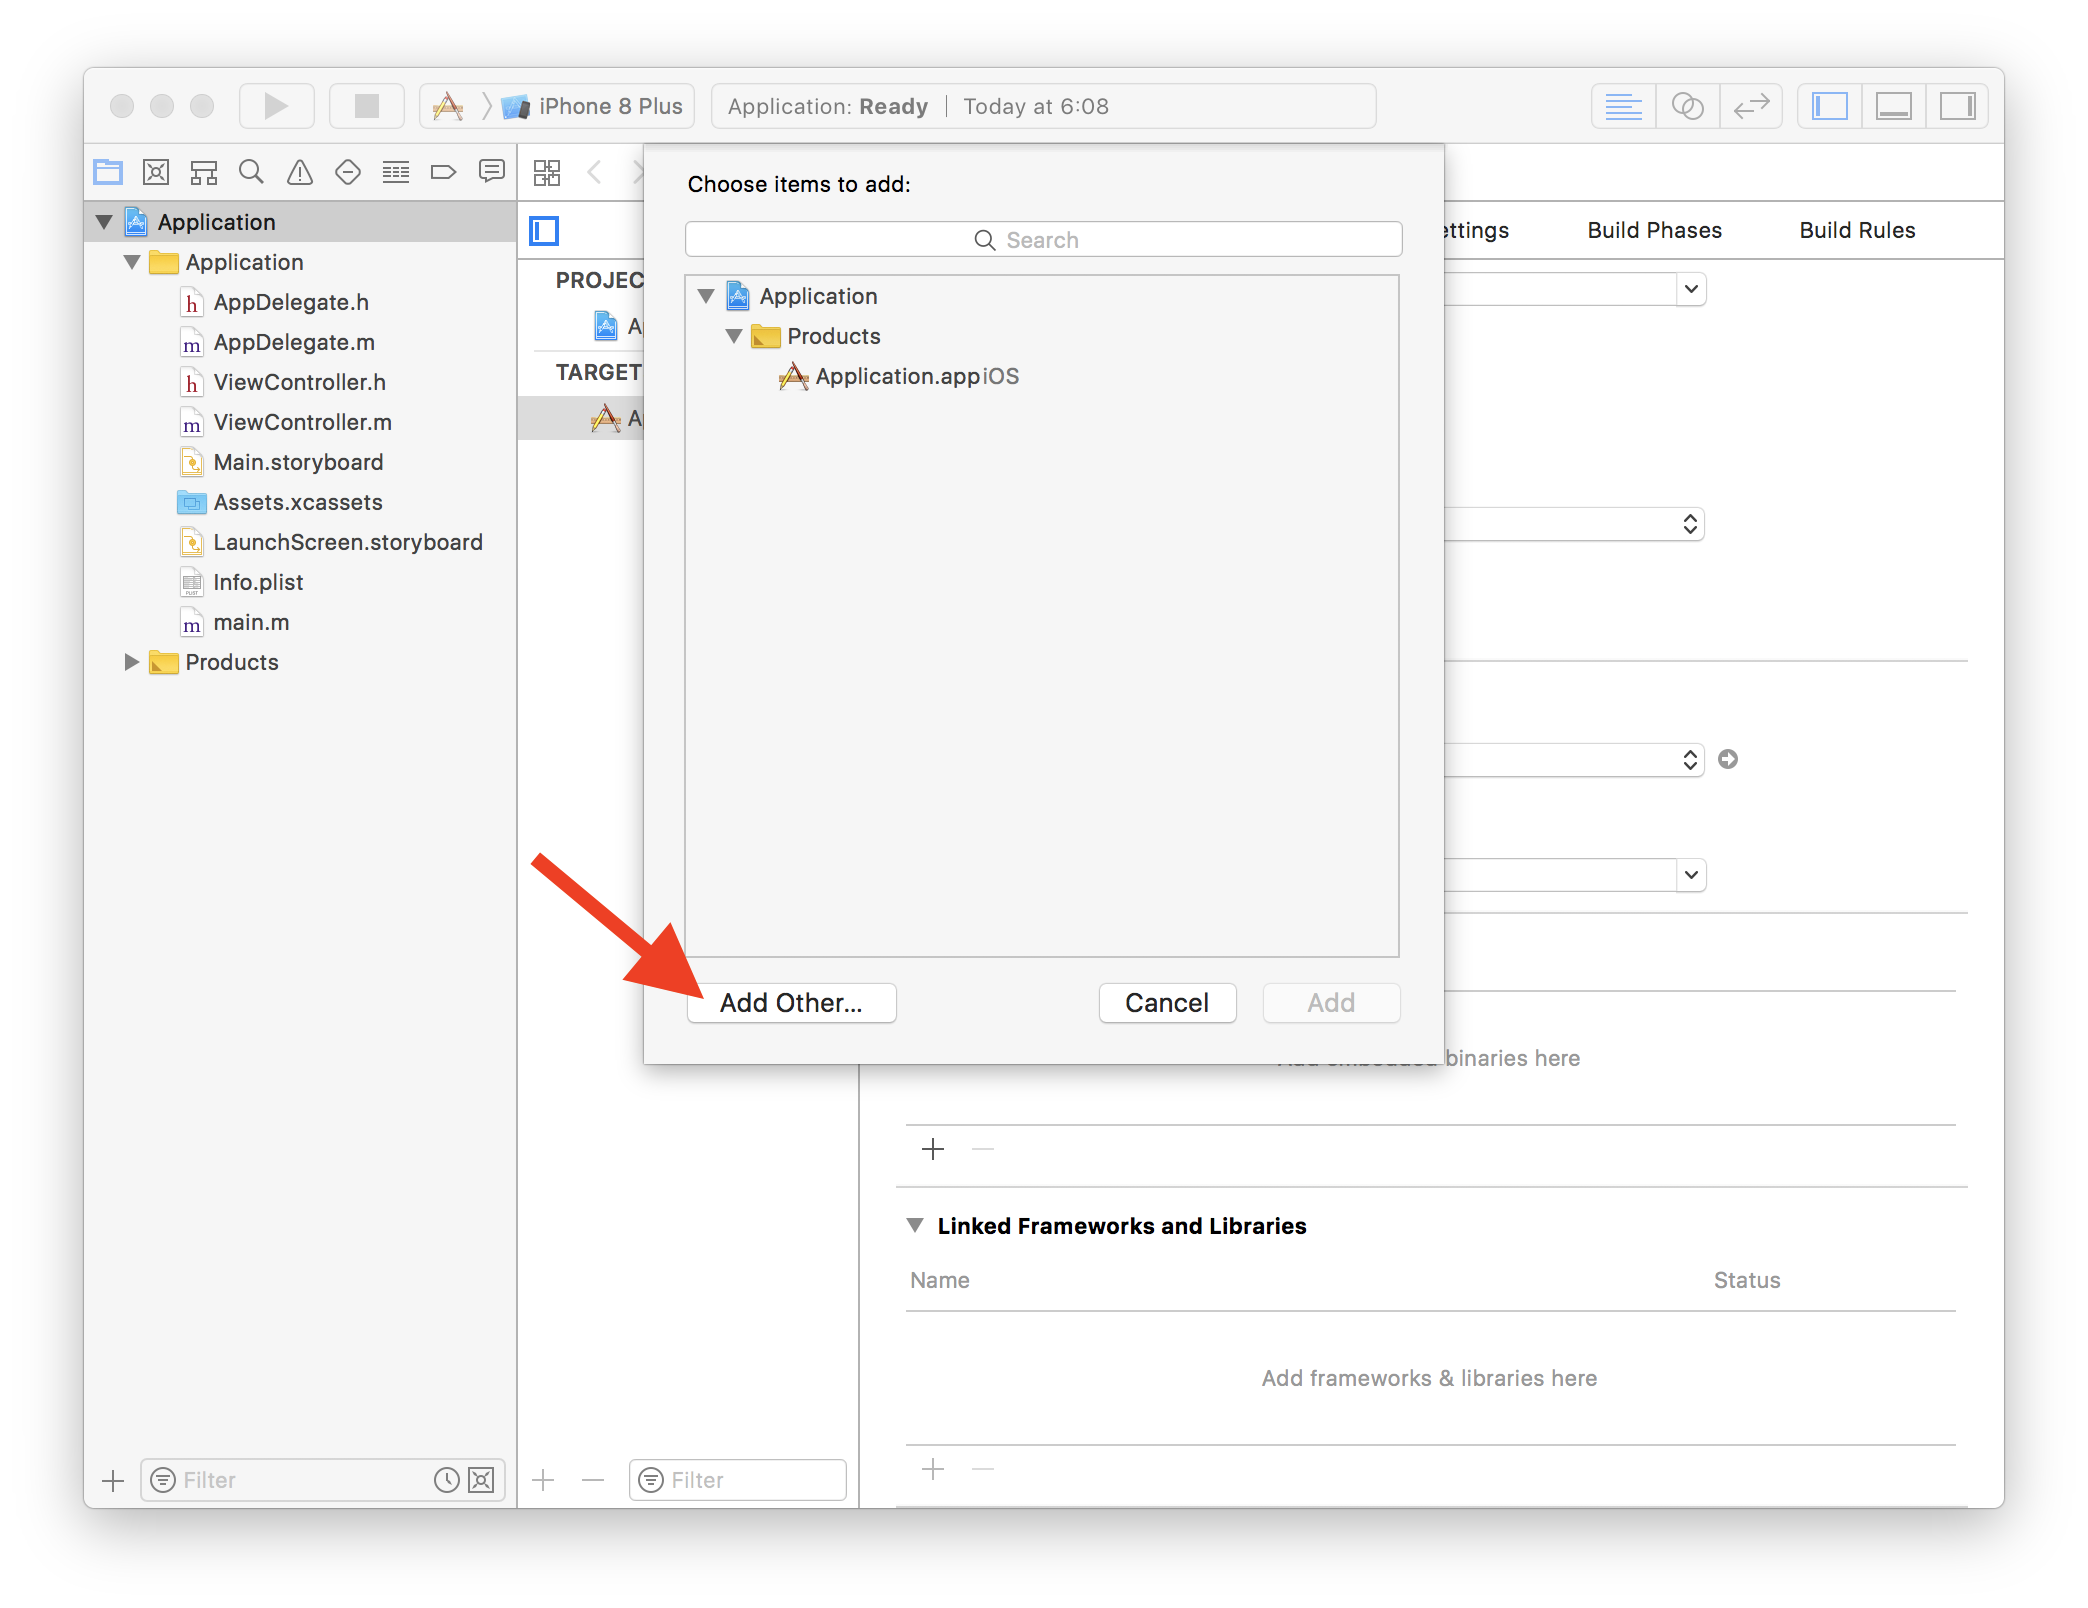 iPhone 8 Plus
Application: Ready | Today at 6:08
Application
Application
h AppDelegate.h
m AppDelegate.m
h ViewController.h
m ViewController.m
Main.storyboard
Assets.xcassets
LaunchScreen.storyboard
PLIST Info.plist
m main.m
Products
Filter
PROJEC
A
TARGET
A
Filter
Choose items to add:
Search
Application
Products
Application.app iOS
Add Other...
Cancel
Add
ettings
Build Phases
Build Rules
binaries here
Linked Frameworks and Libraries
Name
Status
Add frameworks & libraries here